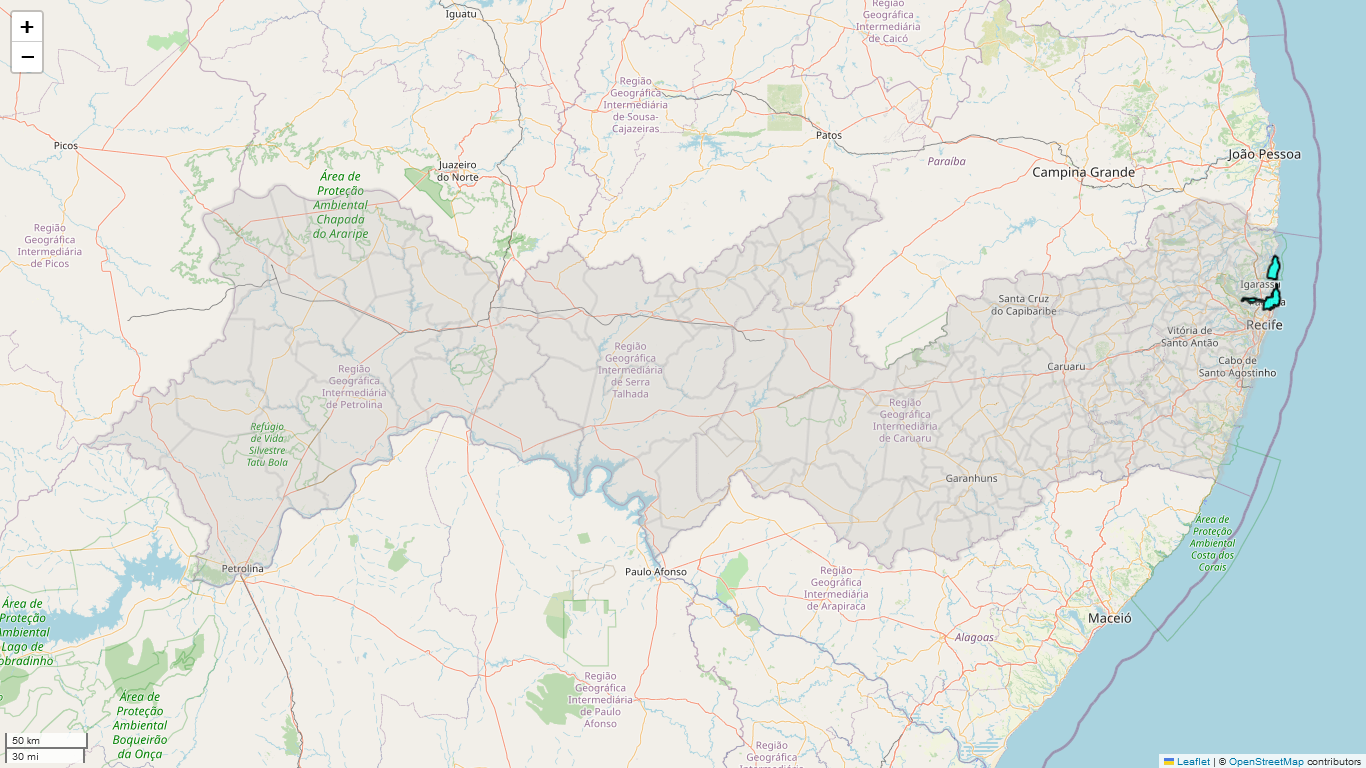 +
−
Iguatu
Região
Geográfica
Intermediária
de Caicó
Região
Geográfica
Intermediária
de Sousa-
Cajazeiras
Patos
Picos
Juazeiro
do Norte
Paraíba
João Pessoa
Campina Grande
Área de
Proteção
Ambiental
Chapada
do Araripe
Região
Geográfica
Intermediária
de Picos
Santa Cruz
do Capibaribe
Recife
Vitória de
Santo Antão
Cabo de
Santo Agostinho
Caruaru
Região
Geográfica
Intermediária
de Serra
Talhada
Região
Geográfica
Intermediária
de Petrolina
Região
Geográfica
Intermediária
de Caruaru
Refúgio
de Vida
Silvestre
Tatu Bola
Garanhuns
Área de
Proteção
Ambiental
Costa dos
Corais
Petrolina
Paulo Afonso
Região
Geográfica
Intermediária
de Arapiraca
Área de
Proteção
Ambiental
Lago de
obradinho
Maceió
Alagoas
Região
Geográfica
Intermediária
de Paulo
Afonso
Área de
Proteção
Ambiental
Boqueirão
da Onça
Região
Geográfica
50 km
30 mi
Leaflet | © OpenStreetMap contributors